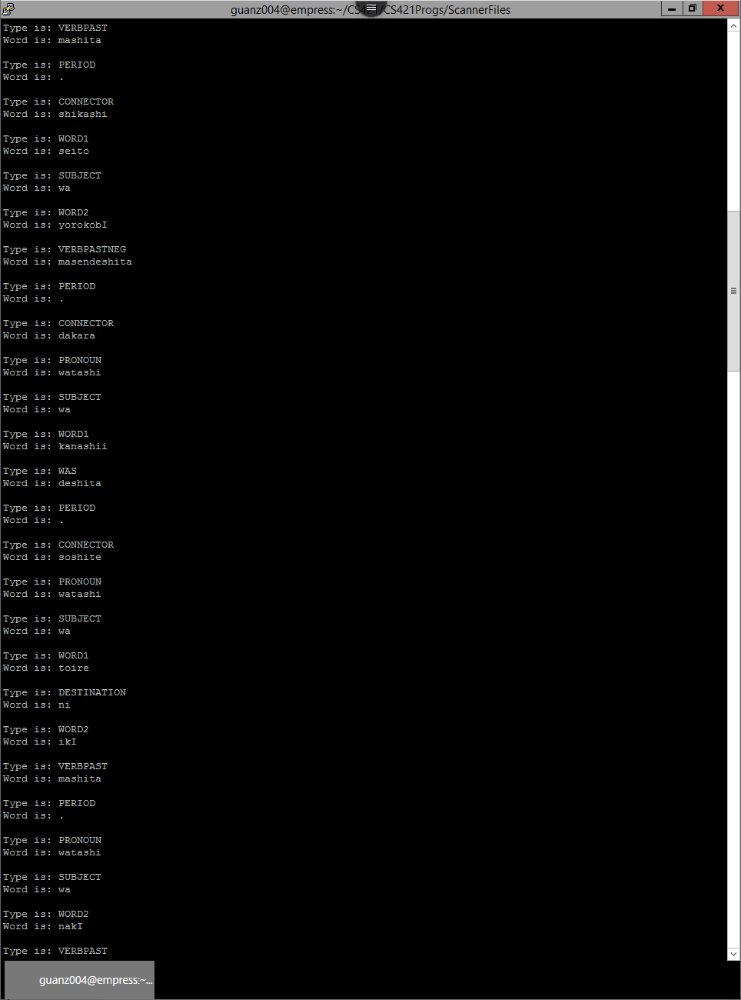 guanz004@empress:~/CS421/CS421Progs/ScannerFiles
Type is: VERBPAST
Word is: mashita
Type is: PERIOD
Word is: .
Type is: CONNECTOR
Word is: shikashi
Type is: WORD1
Word is: seito
Type is: SUBJECT
Word is: wa
Type is: WORD2
Word is: yorokobI
Type is: VERBPASTNEG
Word is: masendeshita
Type is: PERIOD
Word is: .
Type is: CONNECTOR
Word is: dakara
Type is: PRONOUN
Word is: watashi
Type is: SUBJECT
Word is: wa
Type is: WORD1
Word is: kanashii
Type is: WAS
Word is: deshita
Type is: PERIOD
Word is: .
Type is: CONNECTOR
Word is: soshite
Type is: PRONOUN
Word is: watashi
Type is: SUBJECT
Word is: wa
Type is: WORD1
Word is: toire
Type is: DESTINATION
Word is: ni
Type is: WORD2
Word is: ikI
Type is: VERBPAST
Word is: mashita
Type is: PERIOD
Word is: .
Type is: PRONOUN
Word is: watashi
Type is: SUBJECT
Word is: wa
Type is: WORD2
Word is: nakI
Type is: VERBPAST
guanz004@empress:~...